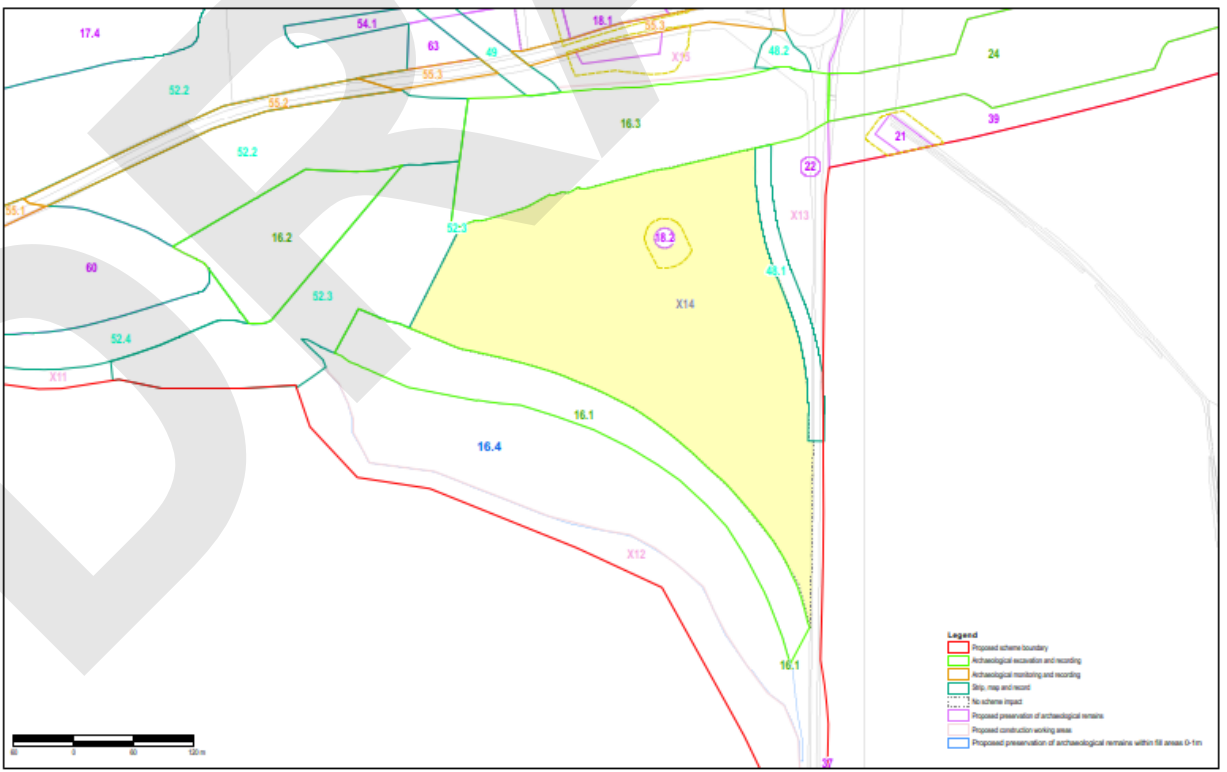 17.4
54.1
18.1
55.3
63
49
X15
48.2
24
55.3
52.2
55.2
16.3
39
21
52.2
22
55.1
X13
52.3
16.2
18.2
60
48.1
52.3
X14
52.4
X11
16.1
16.4
X12
16.1
37
Legend
Proposed scheme boundary
Archaeological excavation and recording
Archaeological monitoring and recording
Strip, map and record
No scheme impact
Proposed preservation of archaeological remains
Proposed construction working areas
Proposed preservation of archaeological remains within fill areas 0-1m
60 0 60 120 m